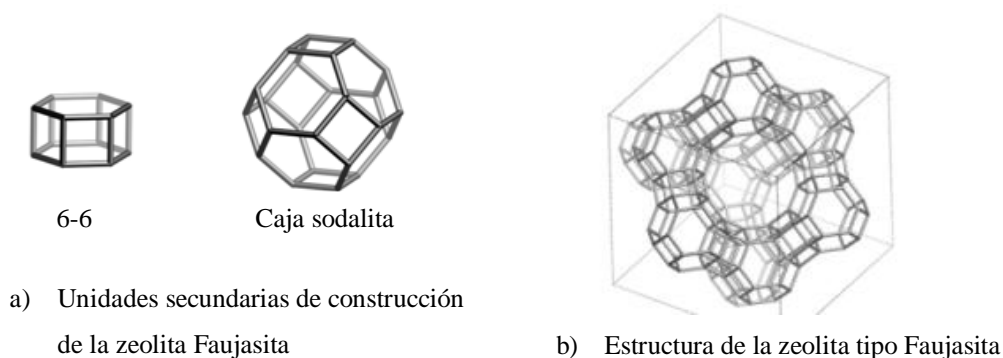 6-6
Caja sodalita
a) Unidades secundarias de construcción
de la zeolita Faujasita
b) Estructura de la zeolita tipo Faujasita